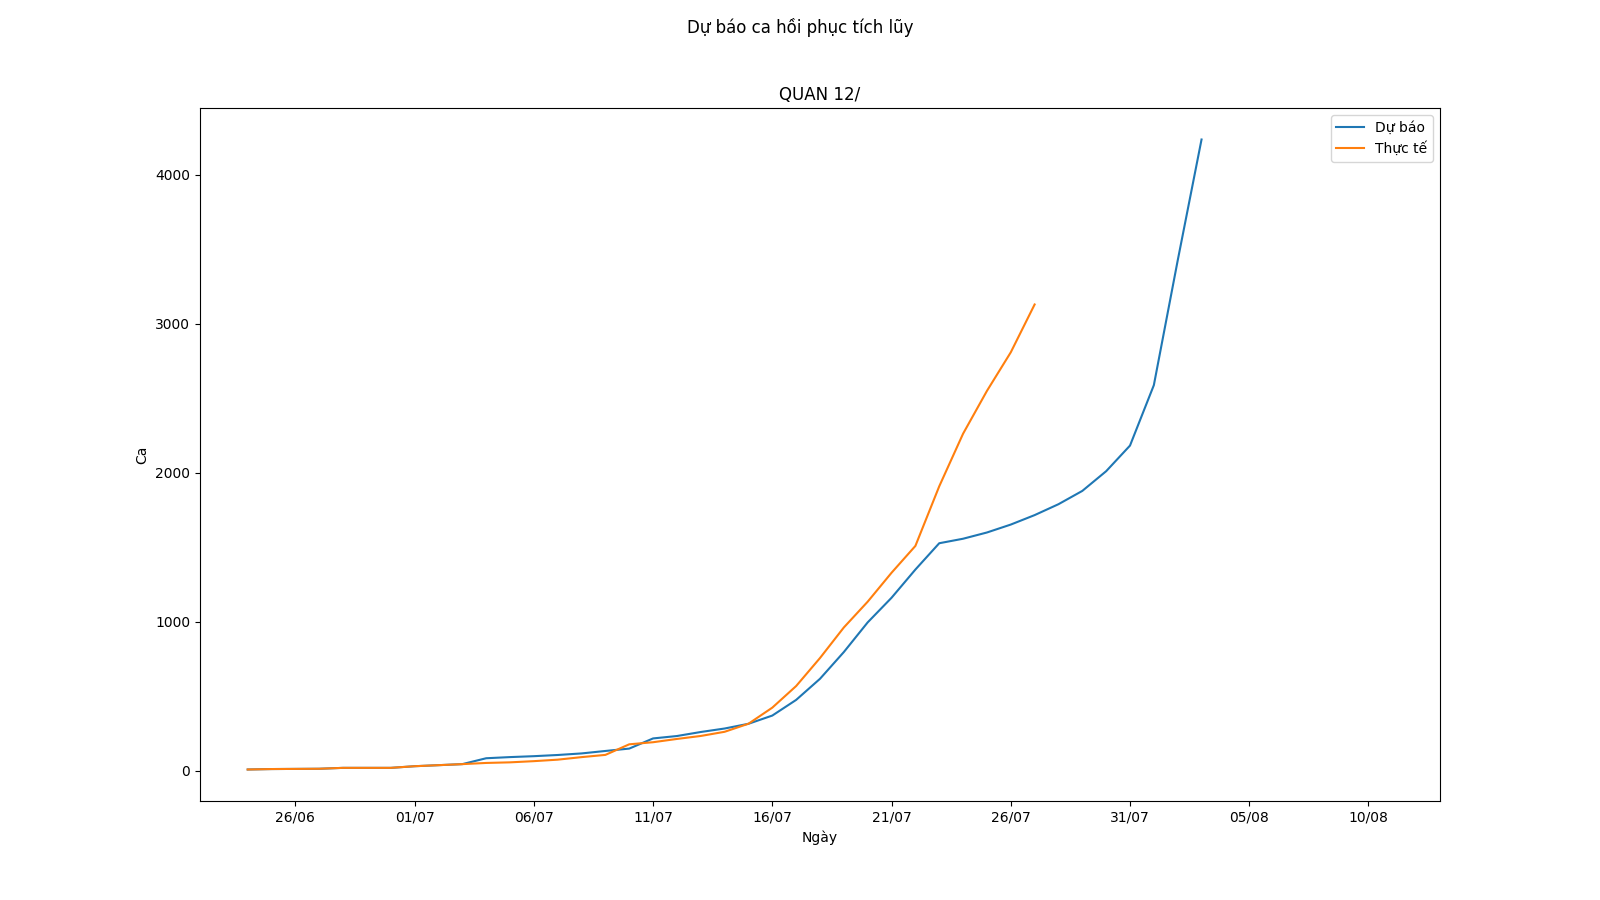 Dự báo ca hồi phục tích lũy
QUAN 12/
Dự báo
Thực tế
4000
3000
2000
1000
0
Ca
26/06
01/07
06/07
11/07
16/07
21/07
26/07
31/07
05/08
10/08
Ngày